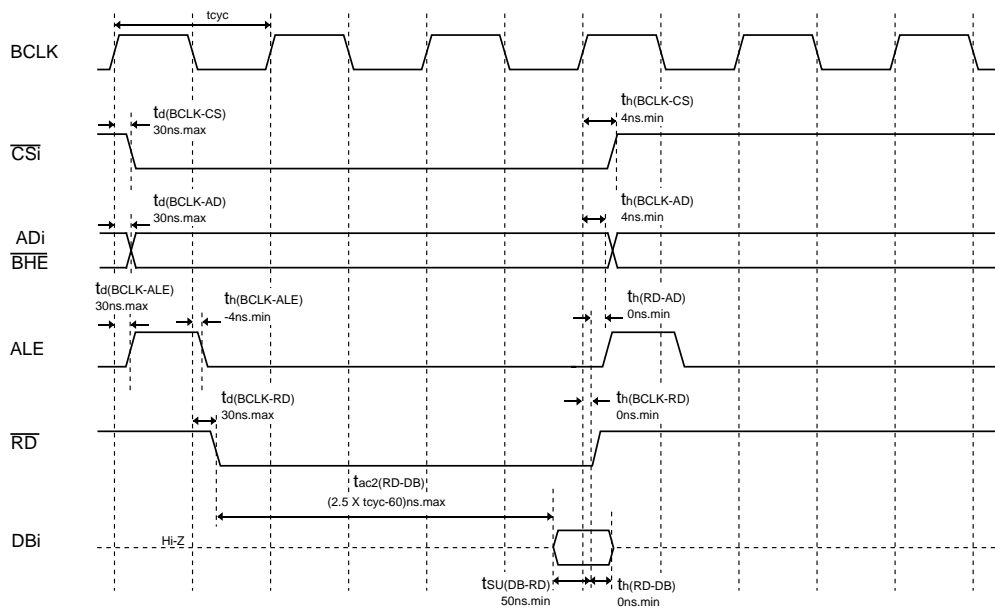 tcyc
BCLK
td(BCLK-CS)
30ns.max
th(BCLK-CS)
4ns.min
CSi
td(BCLK-AD)
30ns.max
th(BCLK-AD)
4ns.min
ADi
BHE
td(BCLK-ALE)
30ns.max
th(BCLK-ALE)
-4ns.min
th(RD-AD)
0ns.min
ALE
td(BCLK-RD)
30ns.max
th(BCLK-RD)
0ns.min
RD
tac2(RD-DB)
(2.5 X tcyc-60)ns.max
DBi
Hi-Z
tSU(DB-RD)
50ns.min
th(RD-DB)
0ns.min